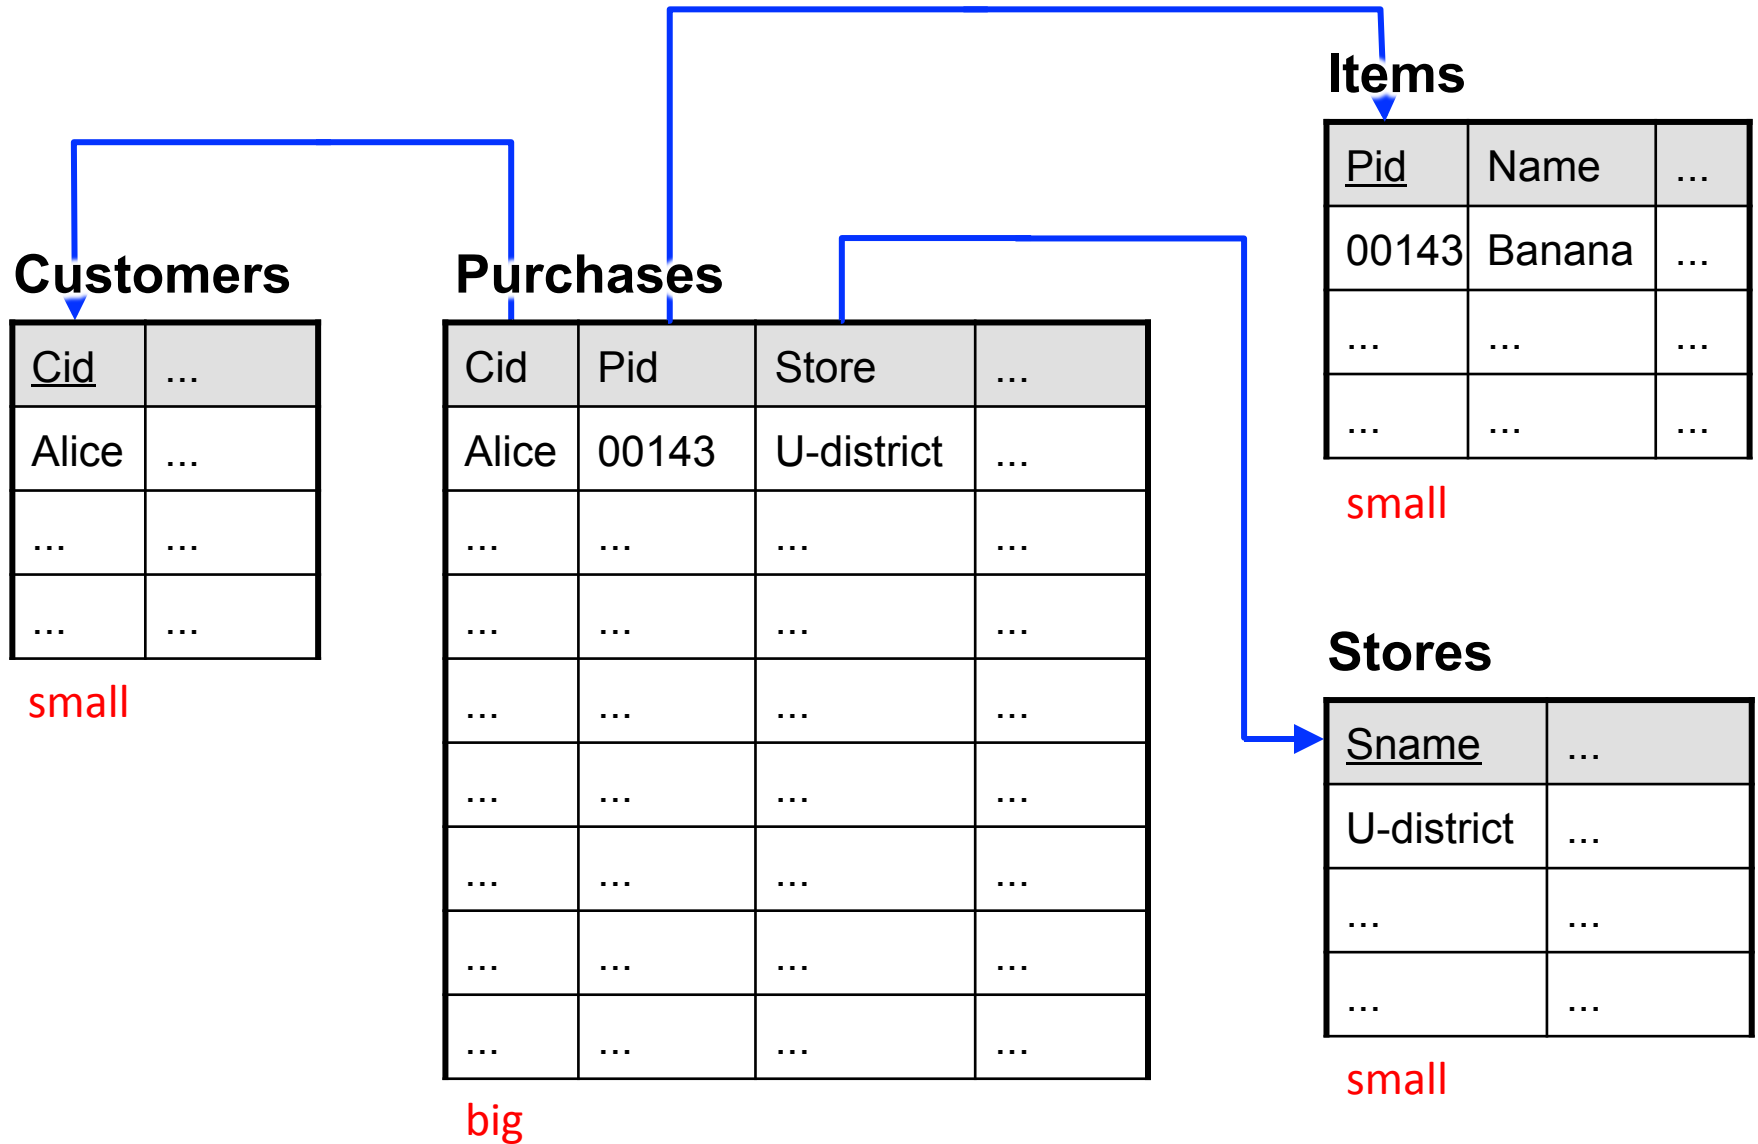 Items
Pid Name ...
00143 Banana ...
... ... ...
... ... ...
small
Customers
Cid ...
Alice ...
... ...
... ...
small
Purchases
Cid Pid Store ...
Alice 00143 U-district ...
... ... ... ...
... ... ... ...
... ... ... ...
... ... ... ...
... ... ... ...
... ... ... ...
... ... ... ...
big
Stores
Sname ...
U-district ...
... ...
... ...
small